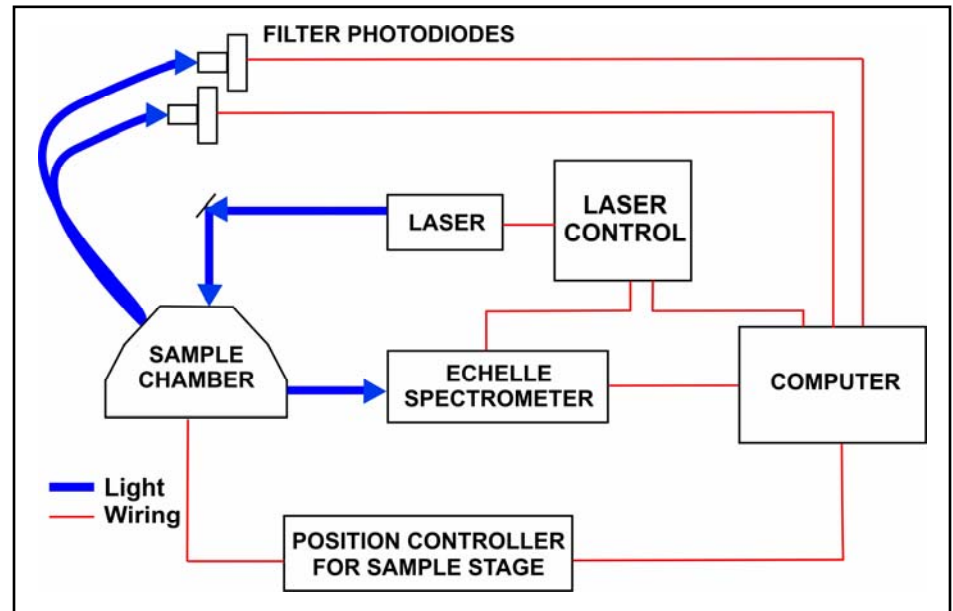 FILTER PHOTODIODES
LASER
LASER
CONTROL
SAMPLE
CHAMBER
ECHELLE
SPECTROMETER
COMPUTER
Light
Wiring
POSITION CONTROLLER
FOR SAMPLE STAGE